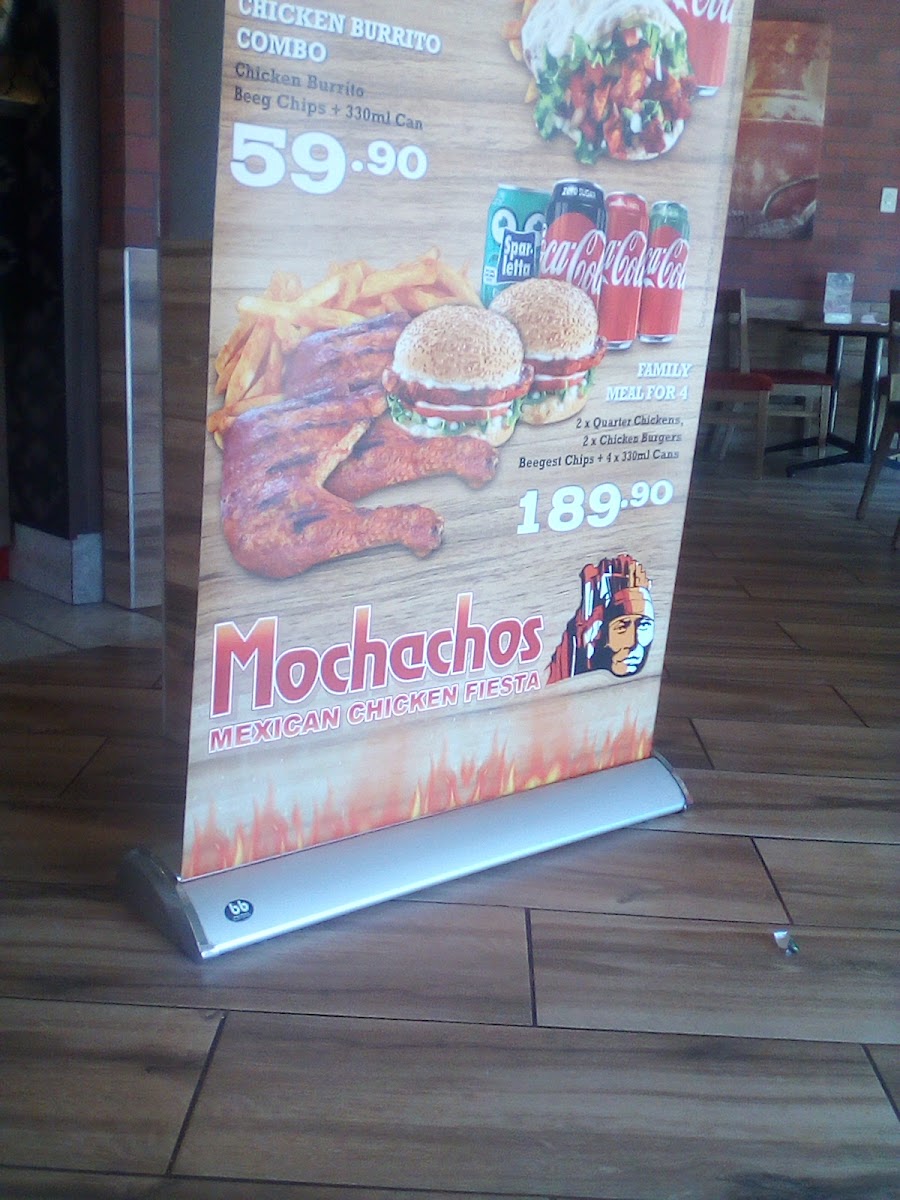 CHICKEN BURRITO
COMBO
Chicken Burrito
Beeg Chips + 330ml Can
59.90
Spar-
letta
ZERO SUGAR
Coca-Cola
Coca-Cola
Coca-Cola
FAMILY
MEAL FOR 4
2 x Quarter Chickens,
2 x Chicken Burgers
Beegest Chips + 4 x 330ml Cans
189.90
Mochachos
MEXICAN CHICKEN FIESTA
bb